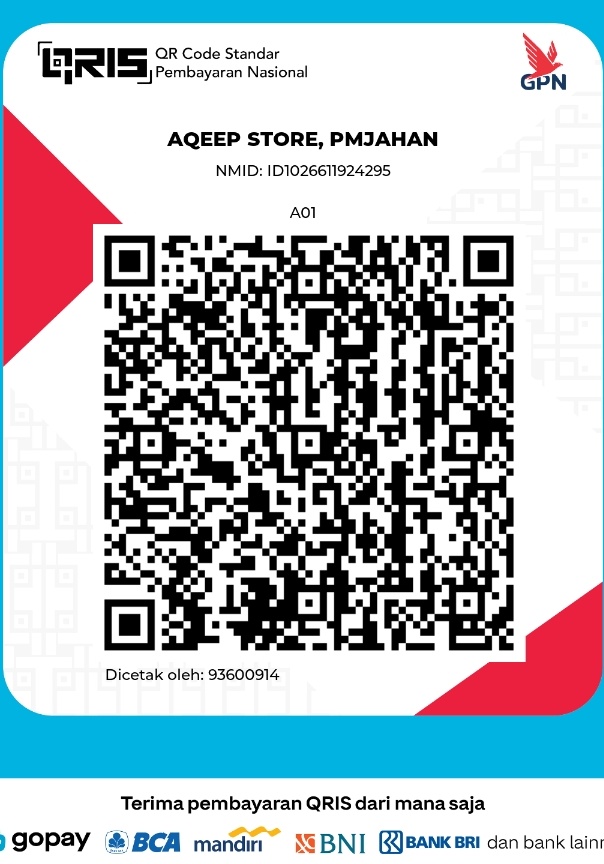 QRIS
QR Code Standar
Pembayaran Nasional
GPN
AQEEP STORE, PMJAHAN
NMID: ID1026611924295
A01
Dicetak oleh: 93600914
Terima pembayaran QRIS dari mana saja
gopay BCA mandiri BNI BANK BRI dan bank